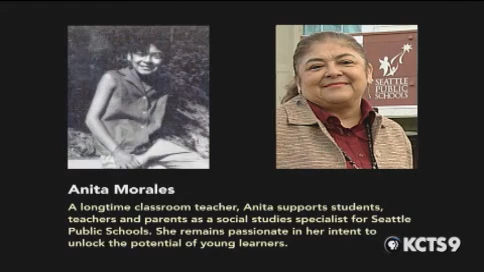 SEATTLE
PUBLIC
SCHOOLS
Anita Morales
A longtime classroom teacher, Anita supports students,
teachers and parents as a social studies specialist for Seattle
Public Schools. She remains passionate in her intent to
unlock the potential of young learners.
PBS KCTS9